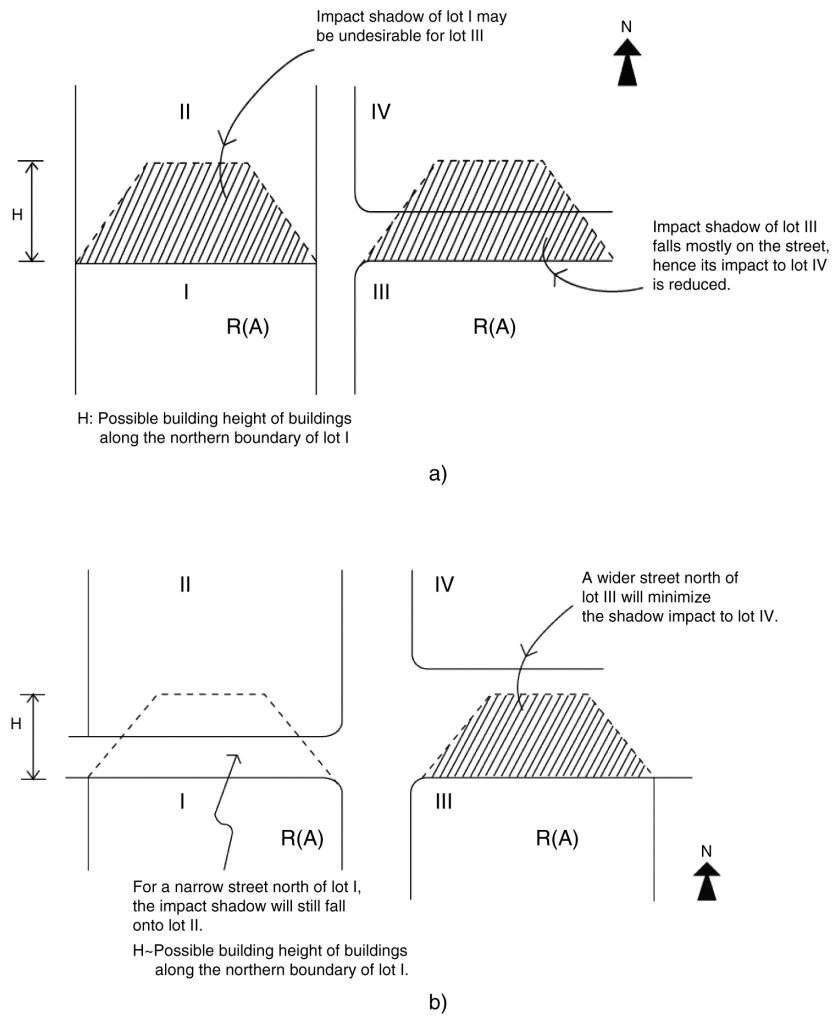 Impact shadow of lot I may
be undesirable for lot III
N
II
IV
H
Impact shadow of lot III
falls mostly on the street,
hence its impact to lot IV
is reduced.
I
III
R(A)
R(A)
H: Possible building height of buildings
along the northern boundary of lot I
a)
II
IV
A wider street north of
lot III will minimize
the shadow impact to lot IV.
H
I
III
R(A)
R(A)
N
For a narrow street north of lot I,
the impact shadow will still fall
onto lot II.
H~Possible building height of buildings
along the northern boundary of lot I.
b)